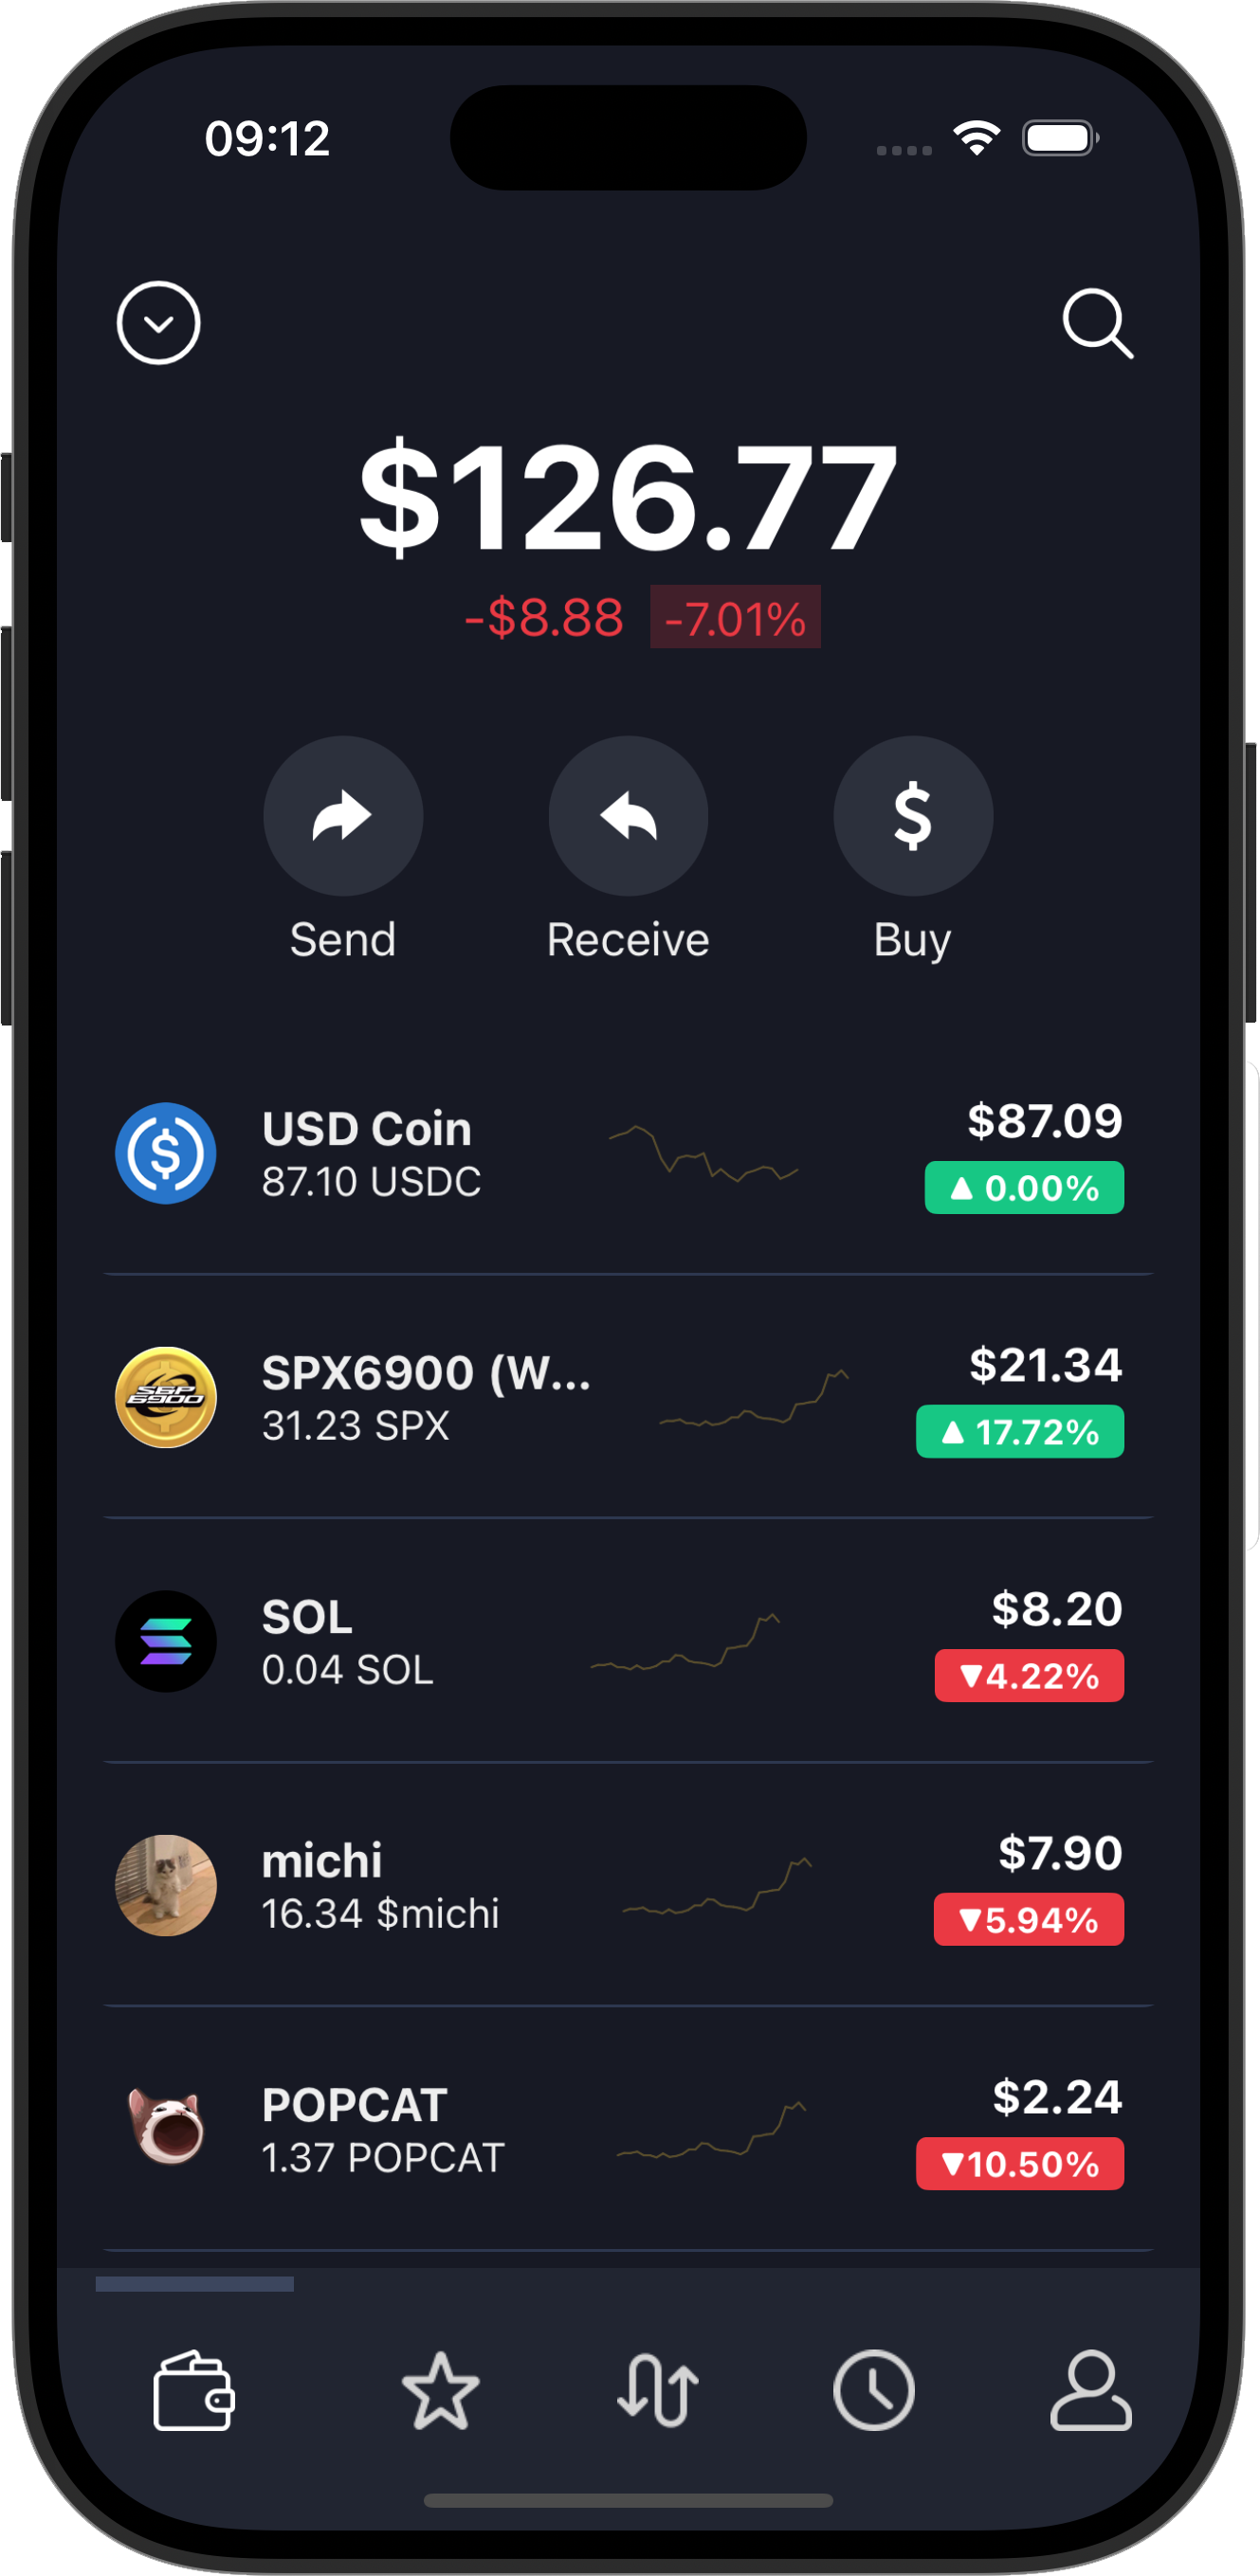 09:12
$126.77
-$8.88 -7.01%
Send Receive Buy
USD Coin
87.10 USDC
$87.09
▲ 0.00%
SPX6900 (W...
31.23 SPX
$21.34
▲ 17.72%
SOL
0.04 SOL
$8.20
▼4.22%
michi
16.34 $michi
$7.90
▼5.94%
POPCAT
1.37 POPCAT
$2.24
▼10.50%